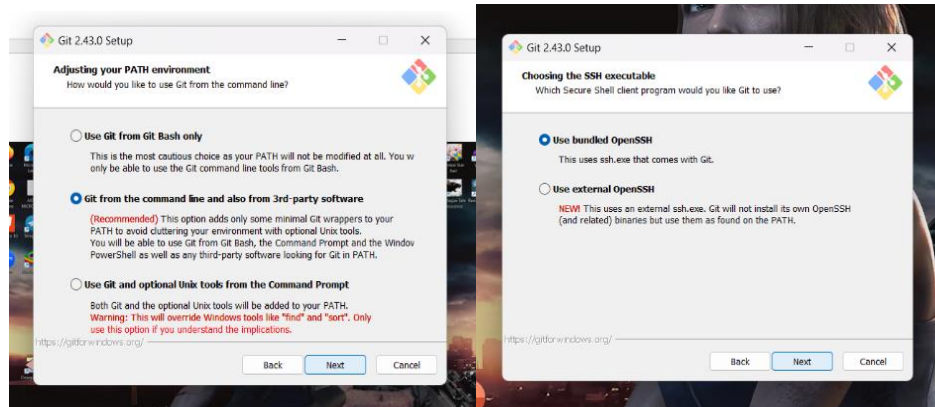 Git 2.43.0 Setup
Adjusting your PATH environment
How would you like to use Git from the command line?
Use Git from Git Bash only
This is the most cautious choice as your PATH will not be modified at all. You w
only be able to use the Git command line tools from Git Bash.
Git from the command line and also from 3rd-party software
(Recommended) This option adds only some minimal Git wrappers to your
PATH to avoid cluttering your environment with optional Unix tools.
You will be able to use Git from Git Bash, the Command Prompt and the Window
PowerShell as well as any third-party software looking for Git in PATH.
Use Git and optional Unix tools from the Command Prompt
Both Git and the optional Unix tools will be added to your PATH.
Warning: This will override Windows tools like "find" and "sort". Only
use this option if you understand the implications.
https://gitforwindows.org/
Back Next Cancel
Git 2.43.0 Setup
Choosing the SSH executable
Which Secure Shell client program would you like Git to use?
Use bundled OpenSSH
This uses ssh.exe that comes with Git.
Use external OpenSSH
NEW! This uses an external ssh.exe. Git will not install its own OpenSSH
(and related) binaries but use them as found on the PATH.
https://gitforwindows.org/
Back Next Cancel